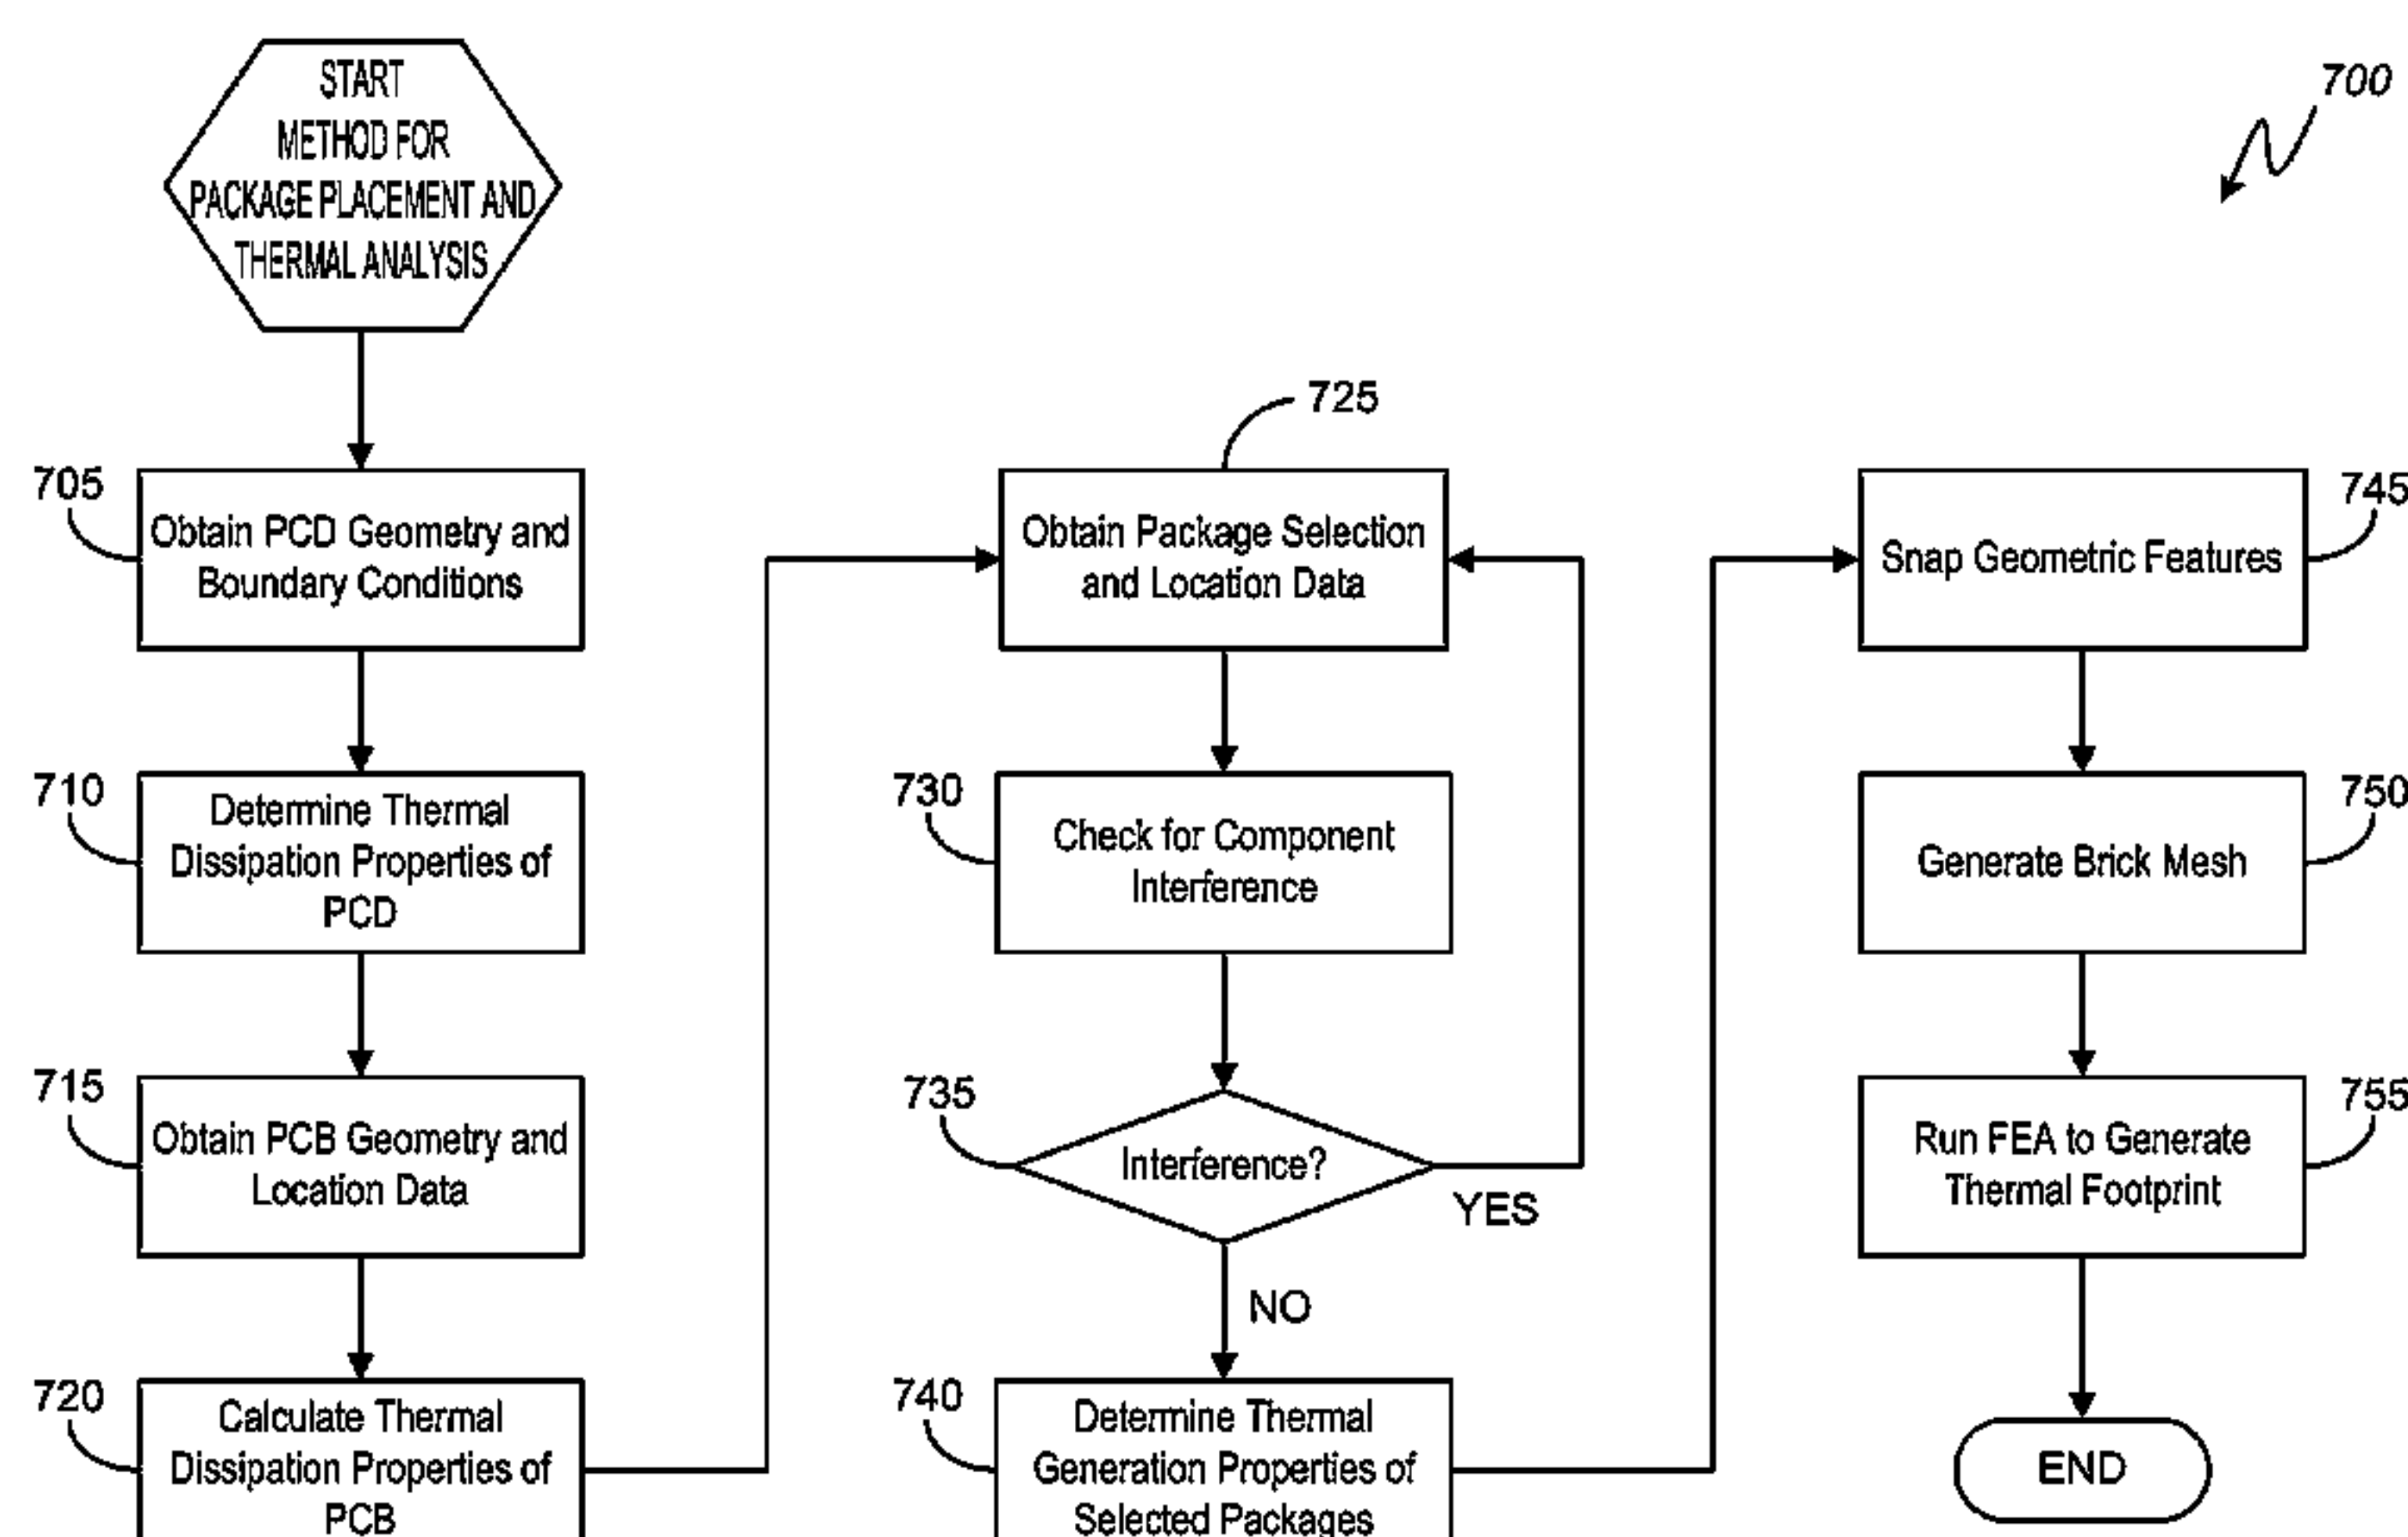 START
METHOD FOR
PACKAGE PLACEMENT AND
THERMAL ANALYSIS
700
705
Obtain PCD Geometry and
Boundary Conditions
710
Determine Thermal
Dissipation Properties of
PCD
715
Obtain PCB Geometry and
Location Data
720
Calculate Thermal
Dissipation Properties of
PCB
725
Obtain Package Selection
and Location Data
730
Check for Component
Interference
735
Interference?
YES
NO
740
Determine Thermal
Generation Properties of
Selected Packages
745
Snap Geometric Features
750
Generate Brick Mesh
755
Run FEA to Generate
Thermal Footprint
END